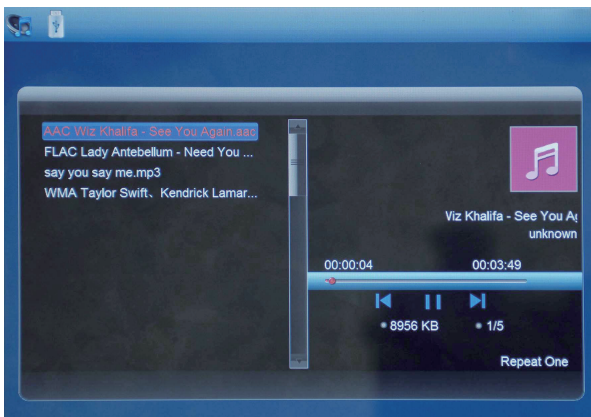 AAC Wiz Khalifa - See You Again.aac
FLAC Lady Antebellum - Need You ...
say you say me.mp3
WMA Taylor Swift、Kendrick Lamar...
Viz Khalifa - See You Ag
unknown
00:00:04 00:03:49
8956 KB 1/5
Repeat One